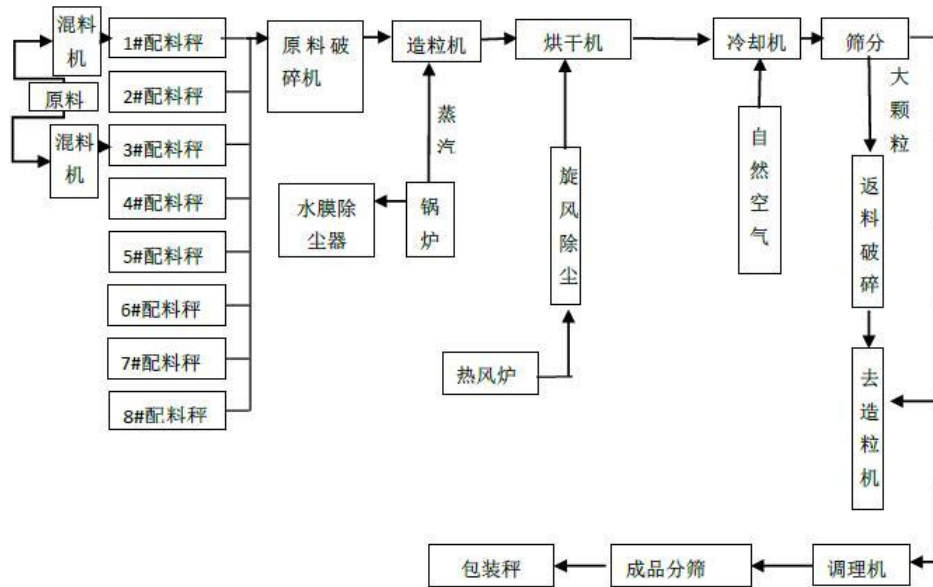 混料
机
原料
混料
机
1#配料秤
2#配料秤
3#配料秤
4#配料秤
5#配料秤
6#配料秤
7#配料秤
8#配料秤
原料破
碎机
造粒机
蒸
汽
锅
炉
水膜除
尘器
烘干机
旋
风
除
尘
热风炉
冷却机
自
然
空
气
筛分
大
颗
粒
返
料
破
碎
去
造
粒
机
调理机
成品分筛
包装秤